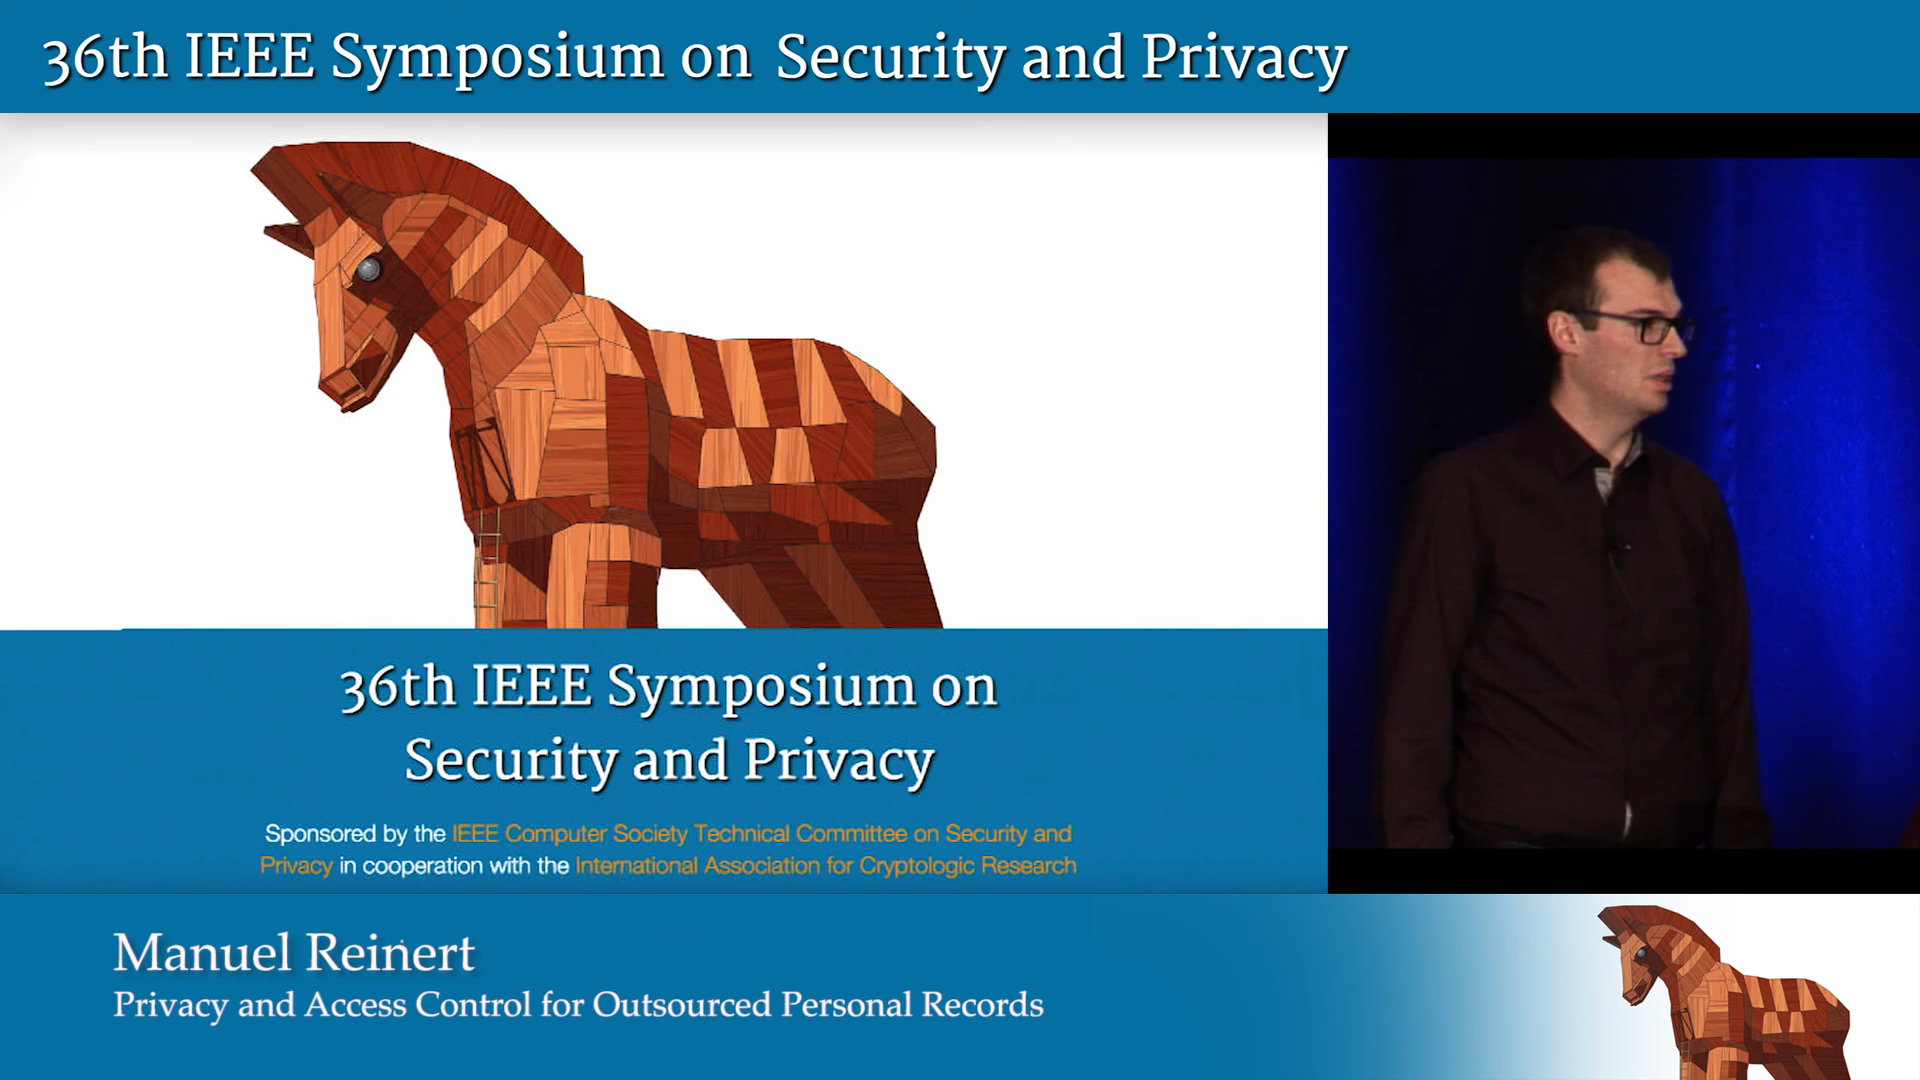 36th IEEE Symposium on Security and Privacy
36th IEEE Symposium on
Security and Privacy
Sponsored by the IEEE Computer Society Technical Committee on Security and
Privacy in cooperation with the International Association for Cryptologic Research
Manuel Reinert
Privacy and Access Control for Outsourced Personal Records